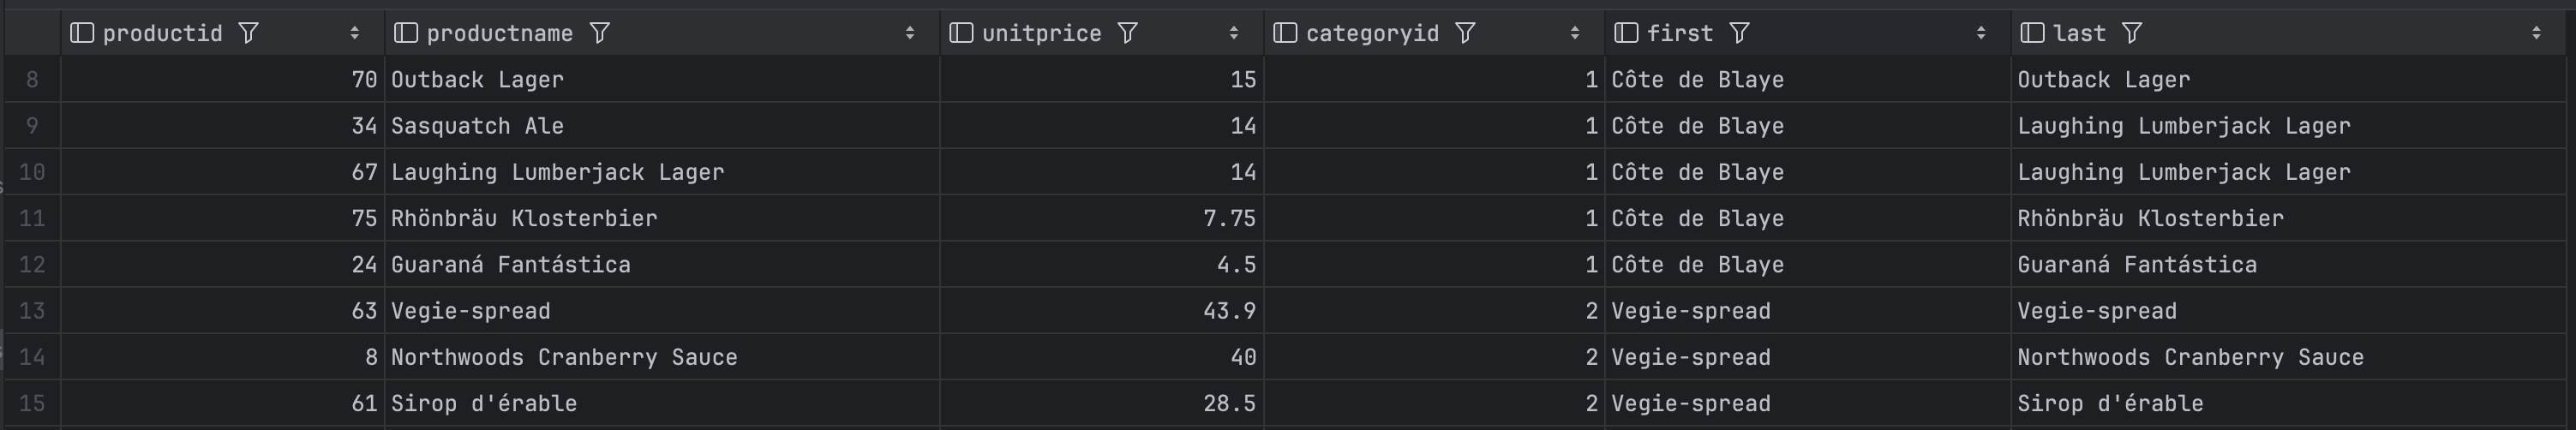 productid productname unitprice categoryid first last
8 70 Outback Lager 15 1 Côte de Blaye Outback Lager
9 34 Sasquatch Ale 14 1 Côte de Blaye Laughing Lumberjack Lager
10 67 Laughing Lumberjack Lager 14 1 Côte de Blaye Laughing Lumberjack Lager
11 75 Rhönbräu Klosterbier 7.75 1 Côte de Blaye Rhönbräu Klosterbier
12 24 Guaraná Fantástica 4.5 1 Côte de Blaye Guaraná Fantástica
13 63 Vegie-spread 43.9 2 Vegie-spread Vegie-spread
14 8 Northwoods Cranberry Sauce 40 2 Vegie-spread Northwoods Cranberry Sauce
15 61 Sirop d'érable 28.5 2 Vegie-spread Sirop d'érable